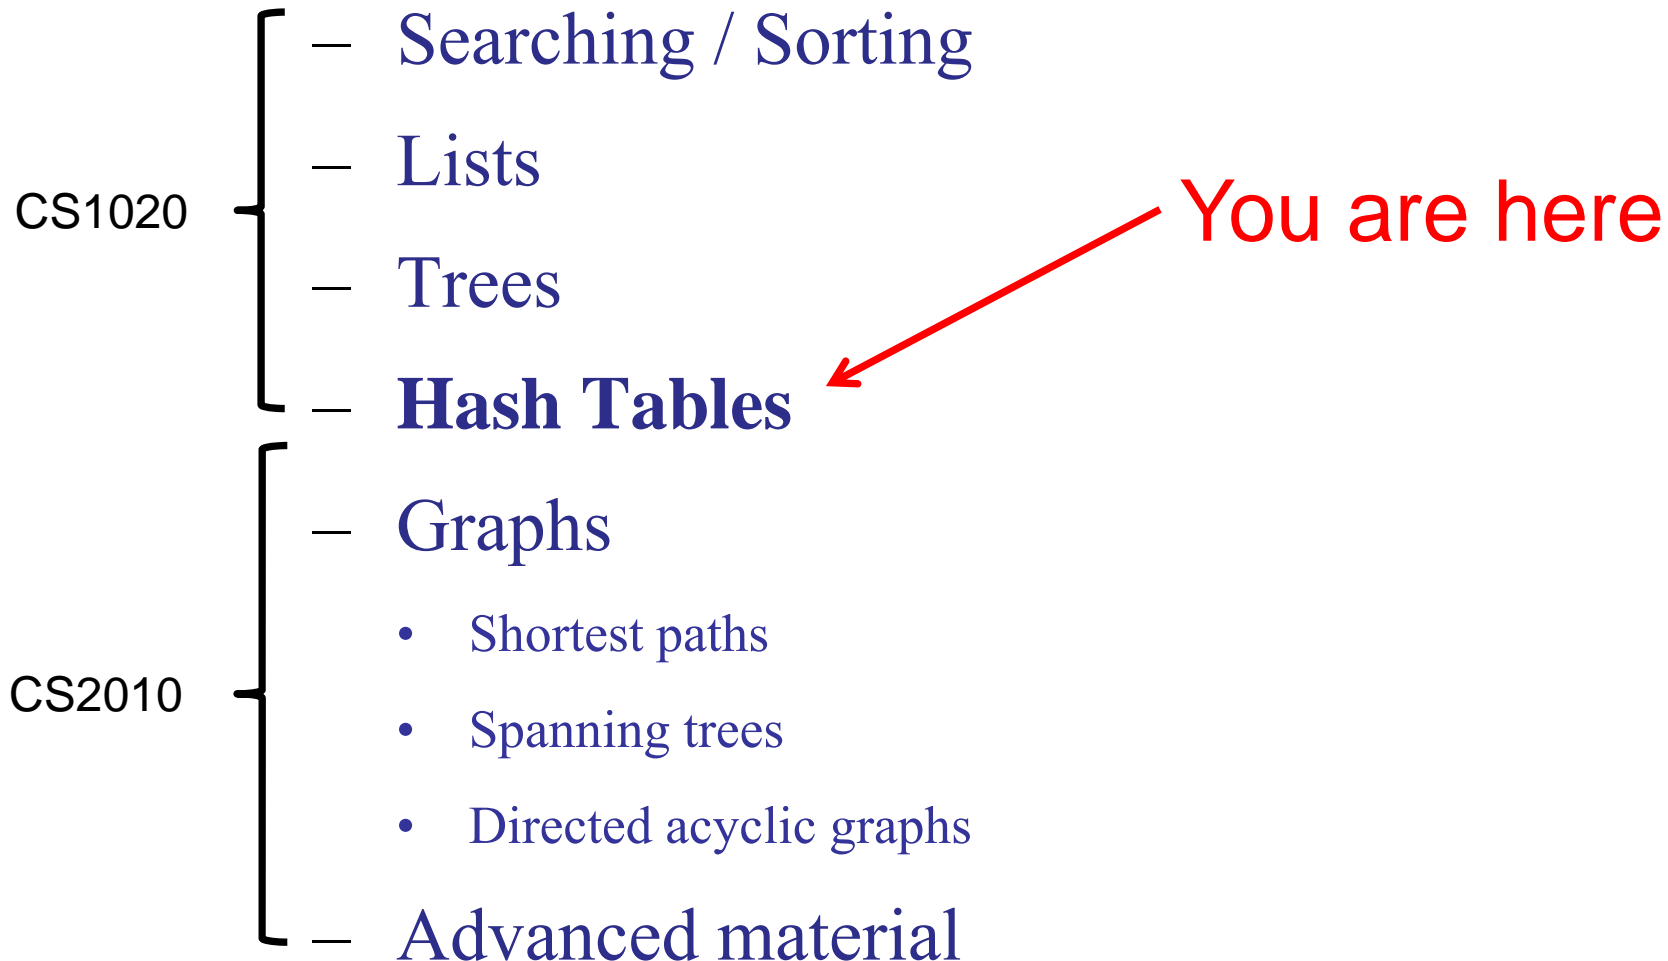 – Searching / Sorting
– Lists
CS1020
You are here
– Trees
– Hash Tables
– Graphs
• Shortest paths
CS2010
• Spanning trees
• Directed acyclic graphs
– Advanced material